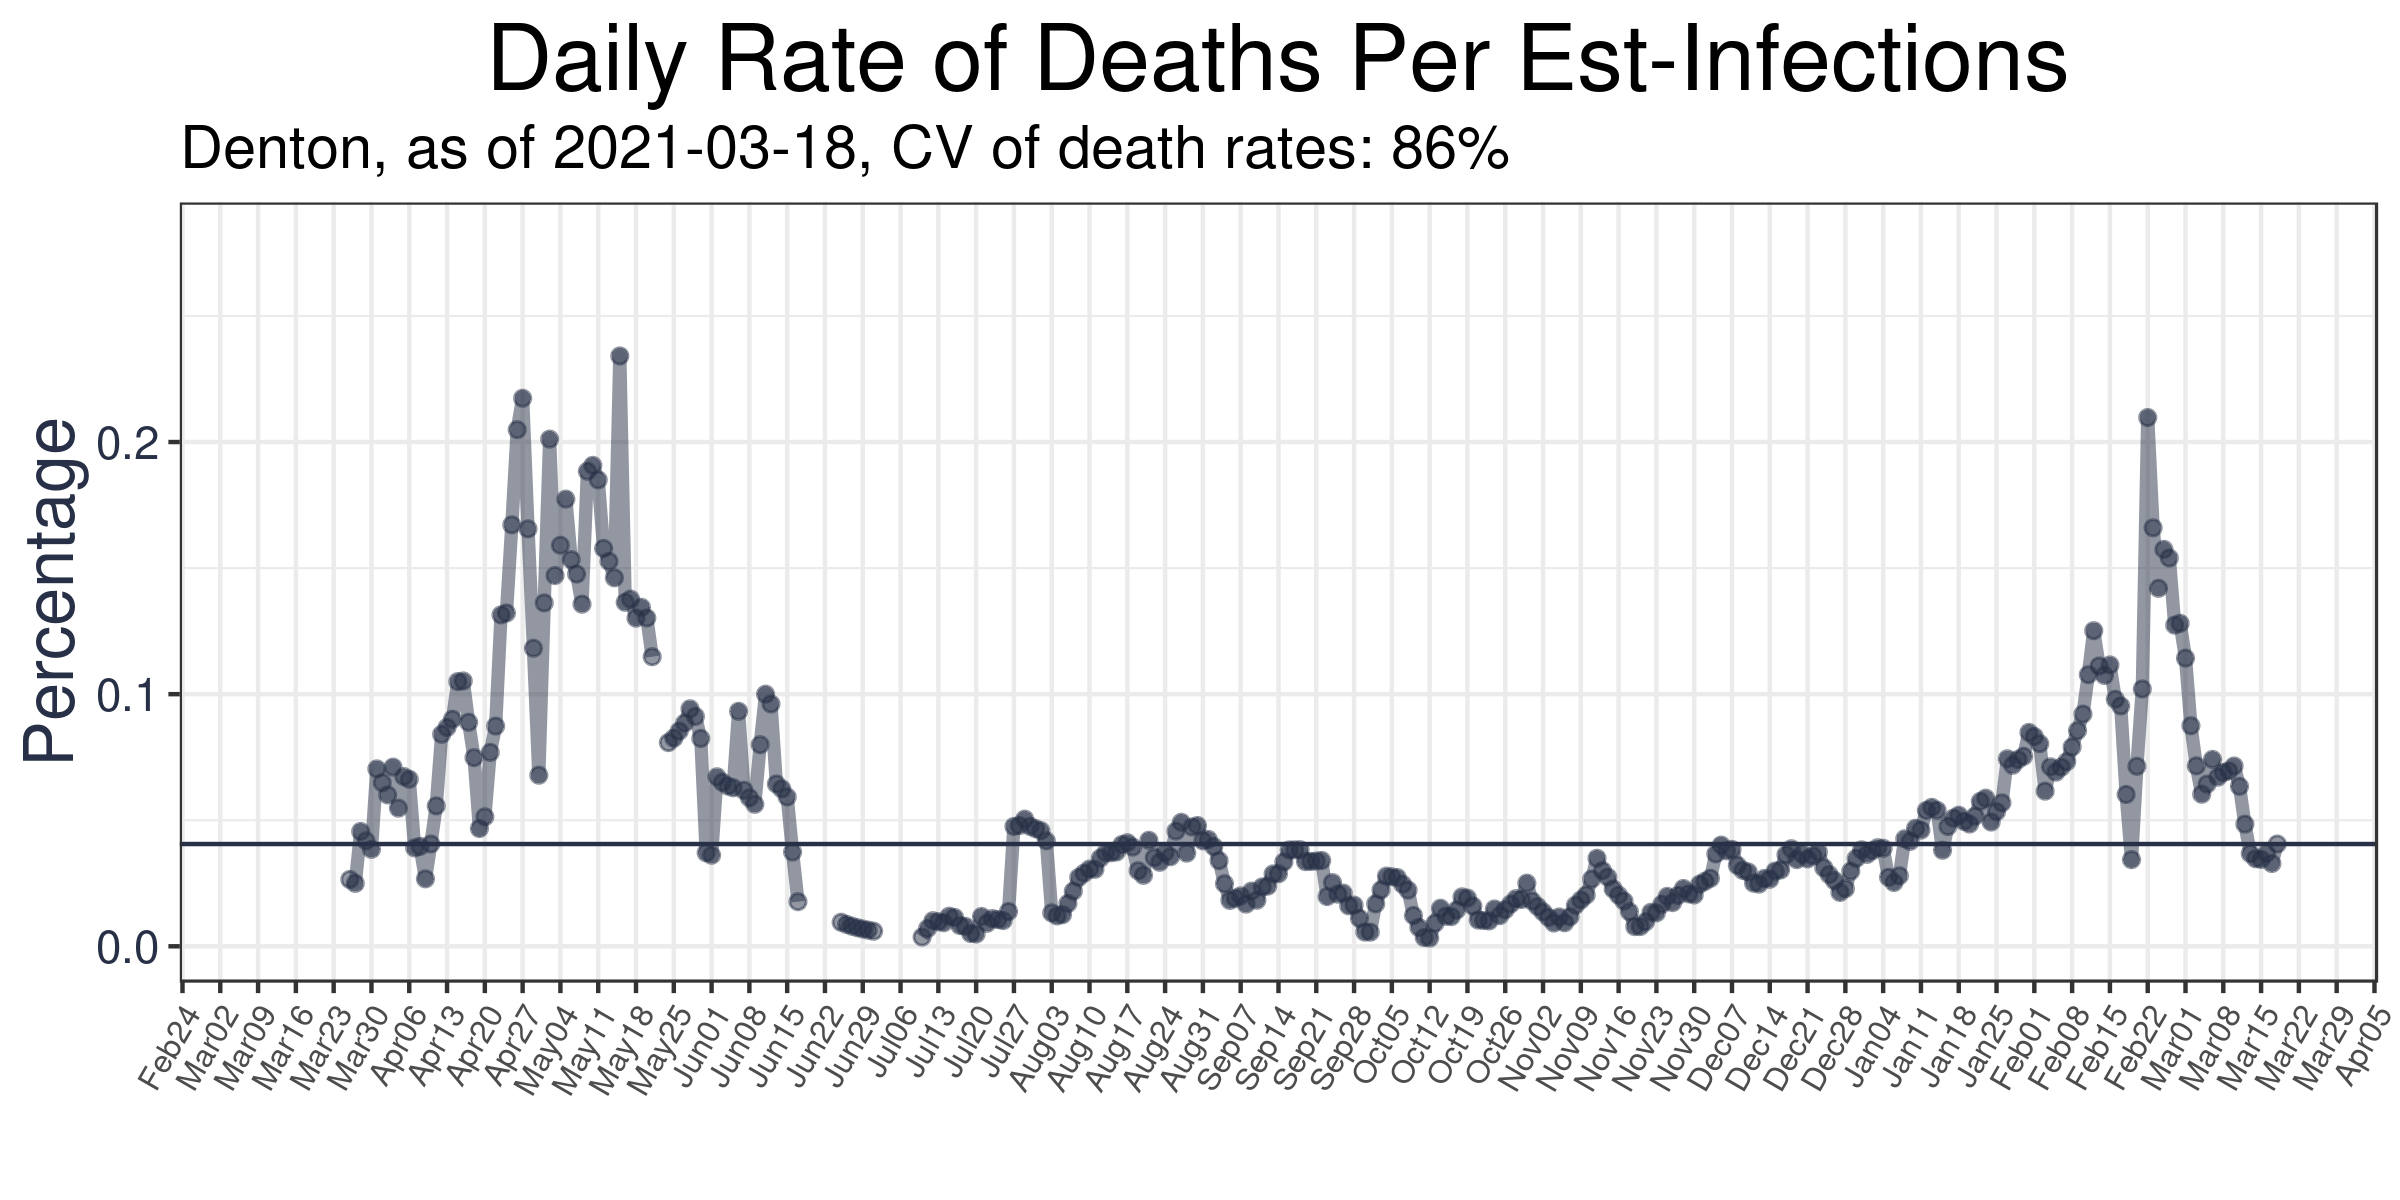 Daily Rate of Deaths Per Est-Infections
Denton, as of 2021-03-18, CV of death rates: 86%
Percentage
0.2
0.1
0.0
Feb24
Mar02
Mar09
Mar16
Mar23
Mar30
Apr06
Apr13
Apr20
Apr27
May04
May11
May18
May25
Jun01
Jun08
Jun15
Jun22
Jun29
Jul06
Jul13
Jul20
Jul27
Aug03
Aug10
Aug17
Aug24
Aug31
Sep07
Sep14
Sep21
Sep28
Oct05
Oct12
Oct19
Oct26
Nov02
Nov09
Nov16
Nov23
Nov30
Dec07
Dec14
Dec21
Dec28
Jan04
Jan11
Jan18
Jan25
Feb01
Feb08
Feb15
Feb22
Mar01
Mar08
Mar15
Mar22
Mar29
Apr05